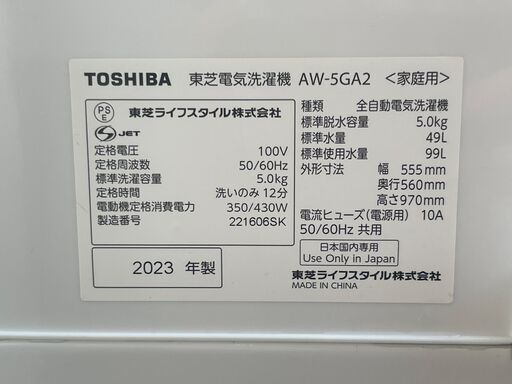 TOSHIBA 東芝電気洗濯機 AW-5GA2 <家庭用>
PS
E
東芝ライフスタイル株式会社
S JET
定格電圧 100V
定格周波数 50/60Hz
標準洗濯容量 5.0kg
定格時間 洗いのみ 12分
電動機定格消費電力 350/430W
製造番号 221606SK
2023 年製
種類 全自動電気洗濯機
標準脱水容量 5.0kg
標準水量 49L
標準使用水量 99L
外形寸法 幅 555mm
奥行560mm
高さ970mm
電流ヒューズ(電源用) 10A
50/60Hz 共用
日本国内専用
Use Only in Japan
東芝ライフスタイル株式会社
MADE IN CHINA